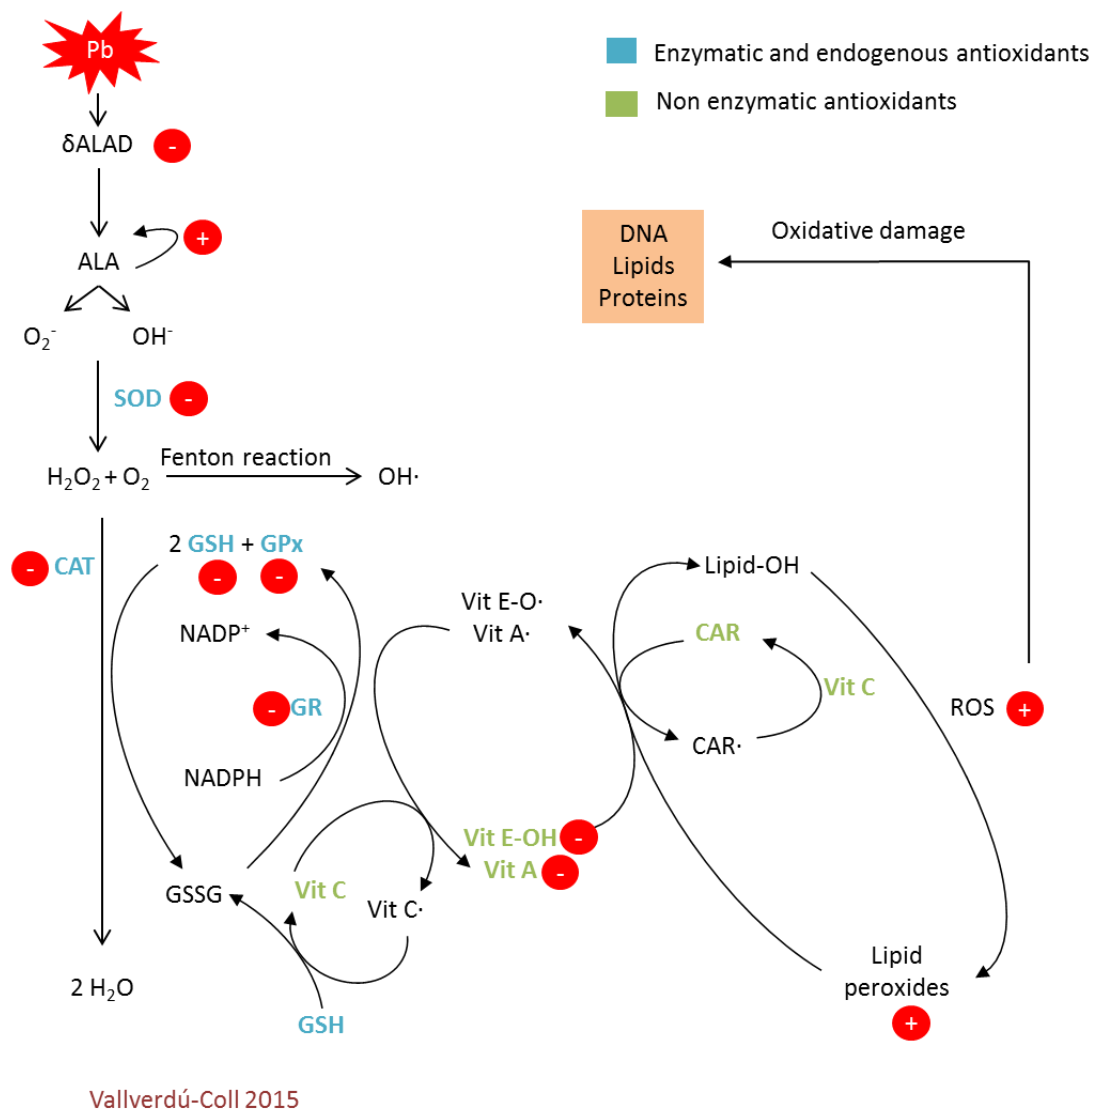 Pb
Enzymatic and endogenous antioxidants
Non enzymatic antioxidants
δALAD -
+
ALA
DNA
Lipids
Proteins
Oxidative damage
O₂⁻ OH⁻
SOD -
H₂O₂ + O₂ Fenton reaction OH·
- CAT
2 GSH + GPx
- -
Lipid-OH
Vit E-O·
Vit A·
NADP⁺
CAR
Vit C
- GR
ROS +
CAR·
NADPH
Vit E-OH -
Vit A -
GSSG
Vit C
Vit C·
Lipid
peroxides
+
2 H₂O
GSH
Vallverdú-Coll 2015